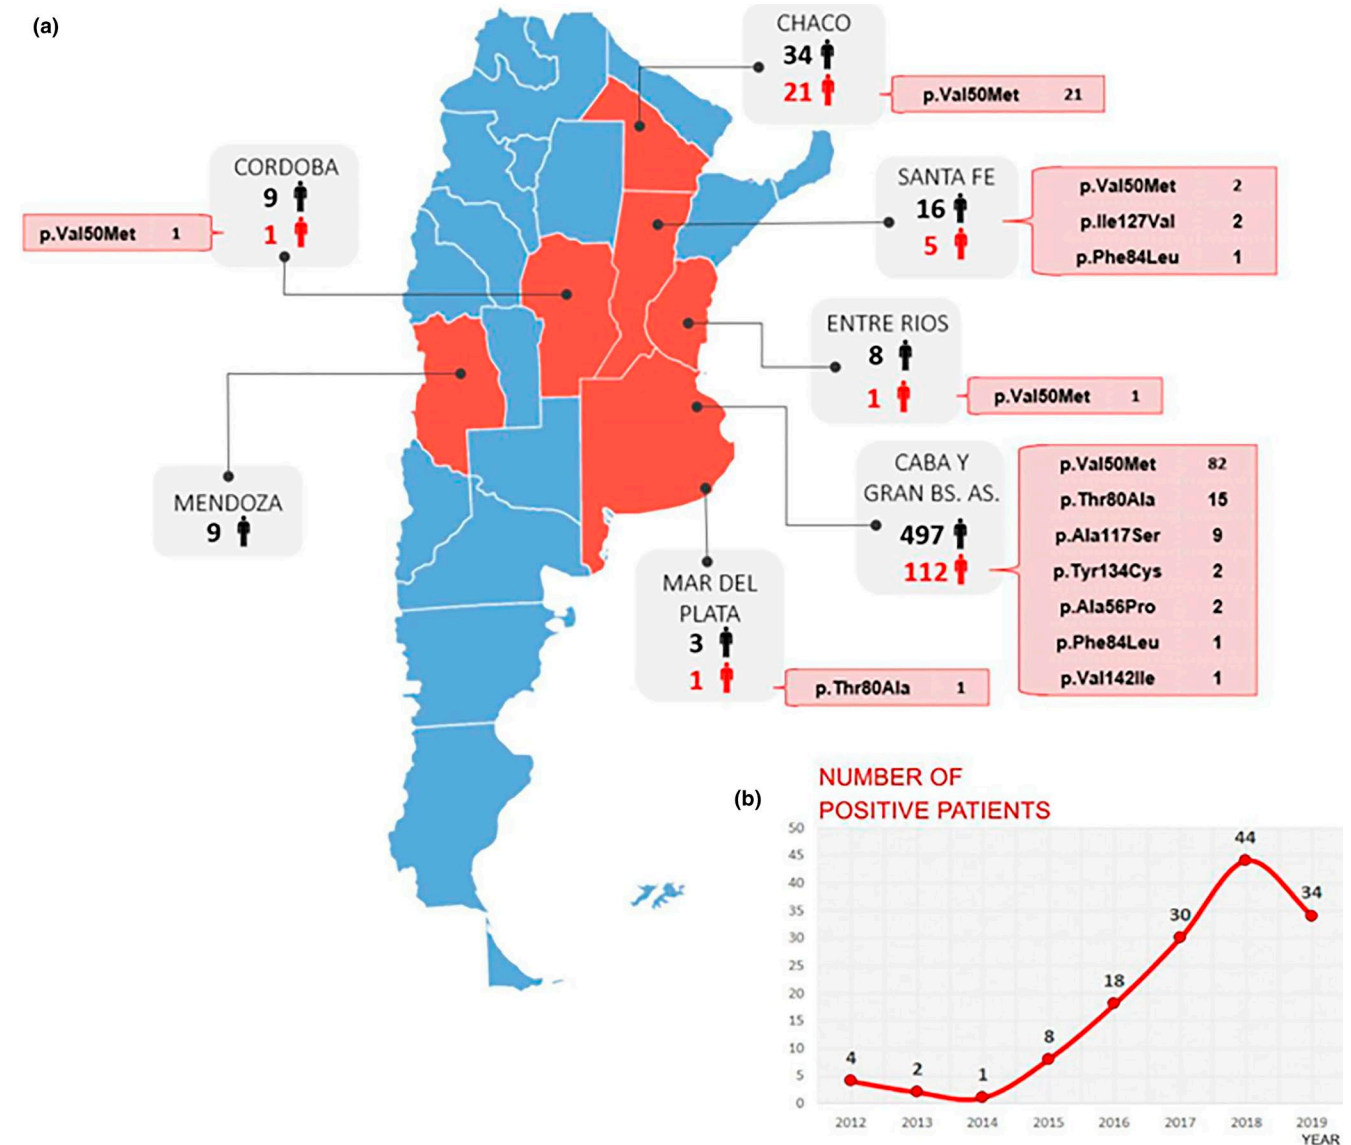 (a)
CHACO
34
21
p.Val50Met 21
CORDOBA
9
1
p.Val50Met 1
SANTA FE
16
5
p.Val50Met 2
p.Ile127Val 2
p.Phe84Leu 1
ENTRE RIOS
8
1
p.Val50Met 1
MENDOZA
9
CABA Y
GRAN BS. AS.
497
112
p.Val50Met 82
p.Thr80Ala 15
p.Ala117Ser 9
p.Tyr134Cys 2
p.Ala56Pro 2
p.Phe84Leu 1
p.Val142Ile 1
MAR DEL
PLATA
3
1
p.Thr80Ala 1
(b)
NUMBER OF
POSITIVE PATIENTS
50
45
40
35
30
25
20
15
10
5
0
4
2
1
8
18
30
44
34
2012 2013 2014 2015 2016 2017 2018 2019
YEAR